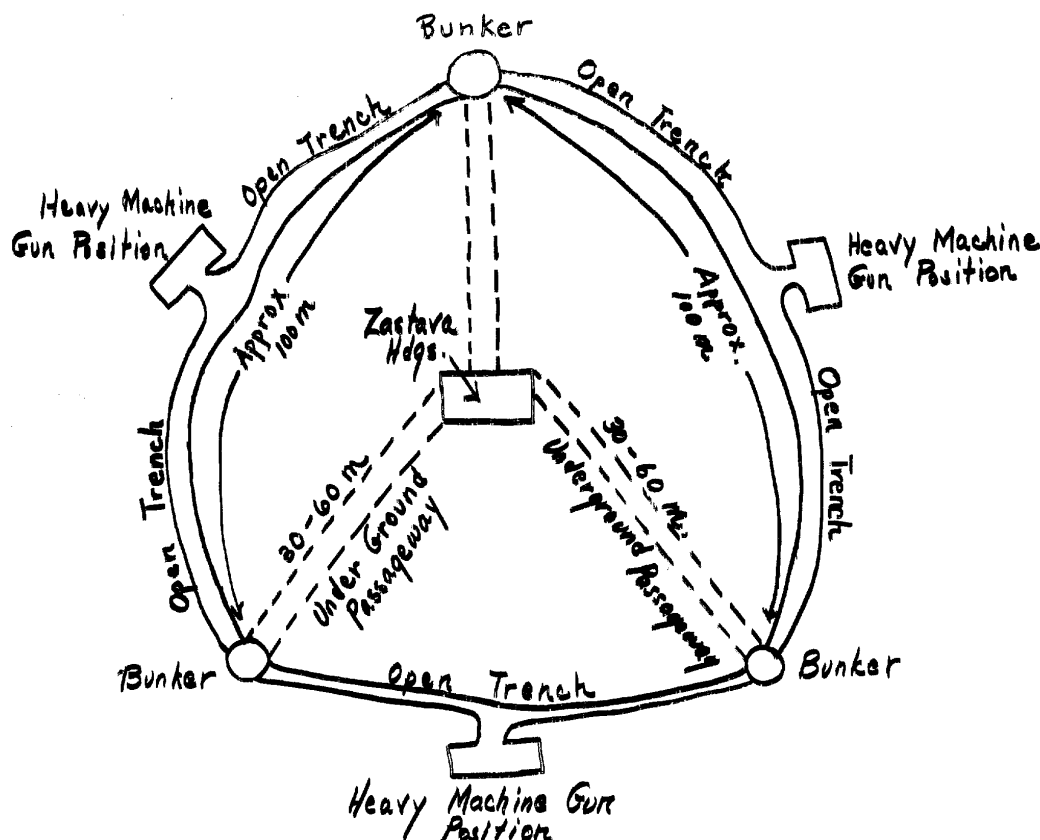 Bunker
Open Trench
Open Trench
Heavy Machine
Gun Position
Heavy Machine
Gun Position
Approx.
100 m
Approx.
100 m
Zastava
Hdqs.
Open Trench
Open Trench
30-60 m
Under Ground
Passageway
30-60 m.
Underground Passageway
Bunker
Open Trench
Bunker
Heavy Machine Gun
Position